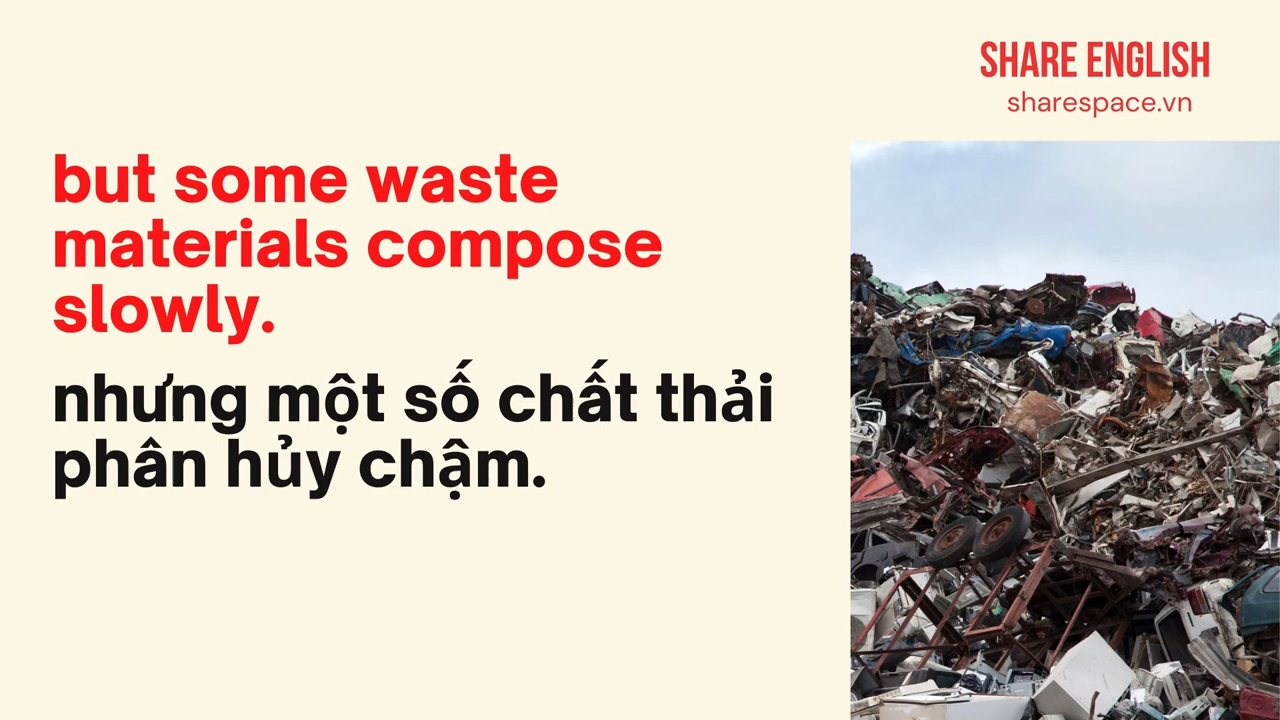 SHARE ENGLISH
sharespace.vn
but some waste
materials compose
slowly.
nhưng một số chất thải
phân hủy chậm.